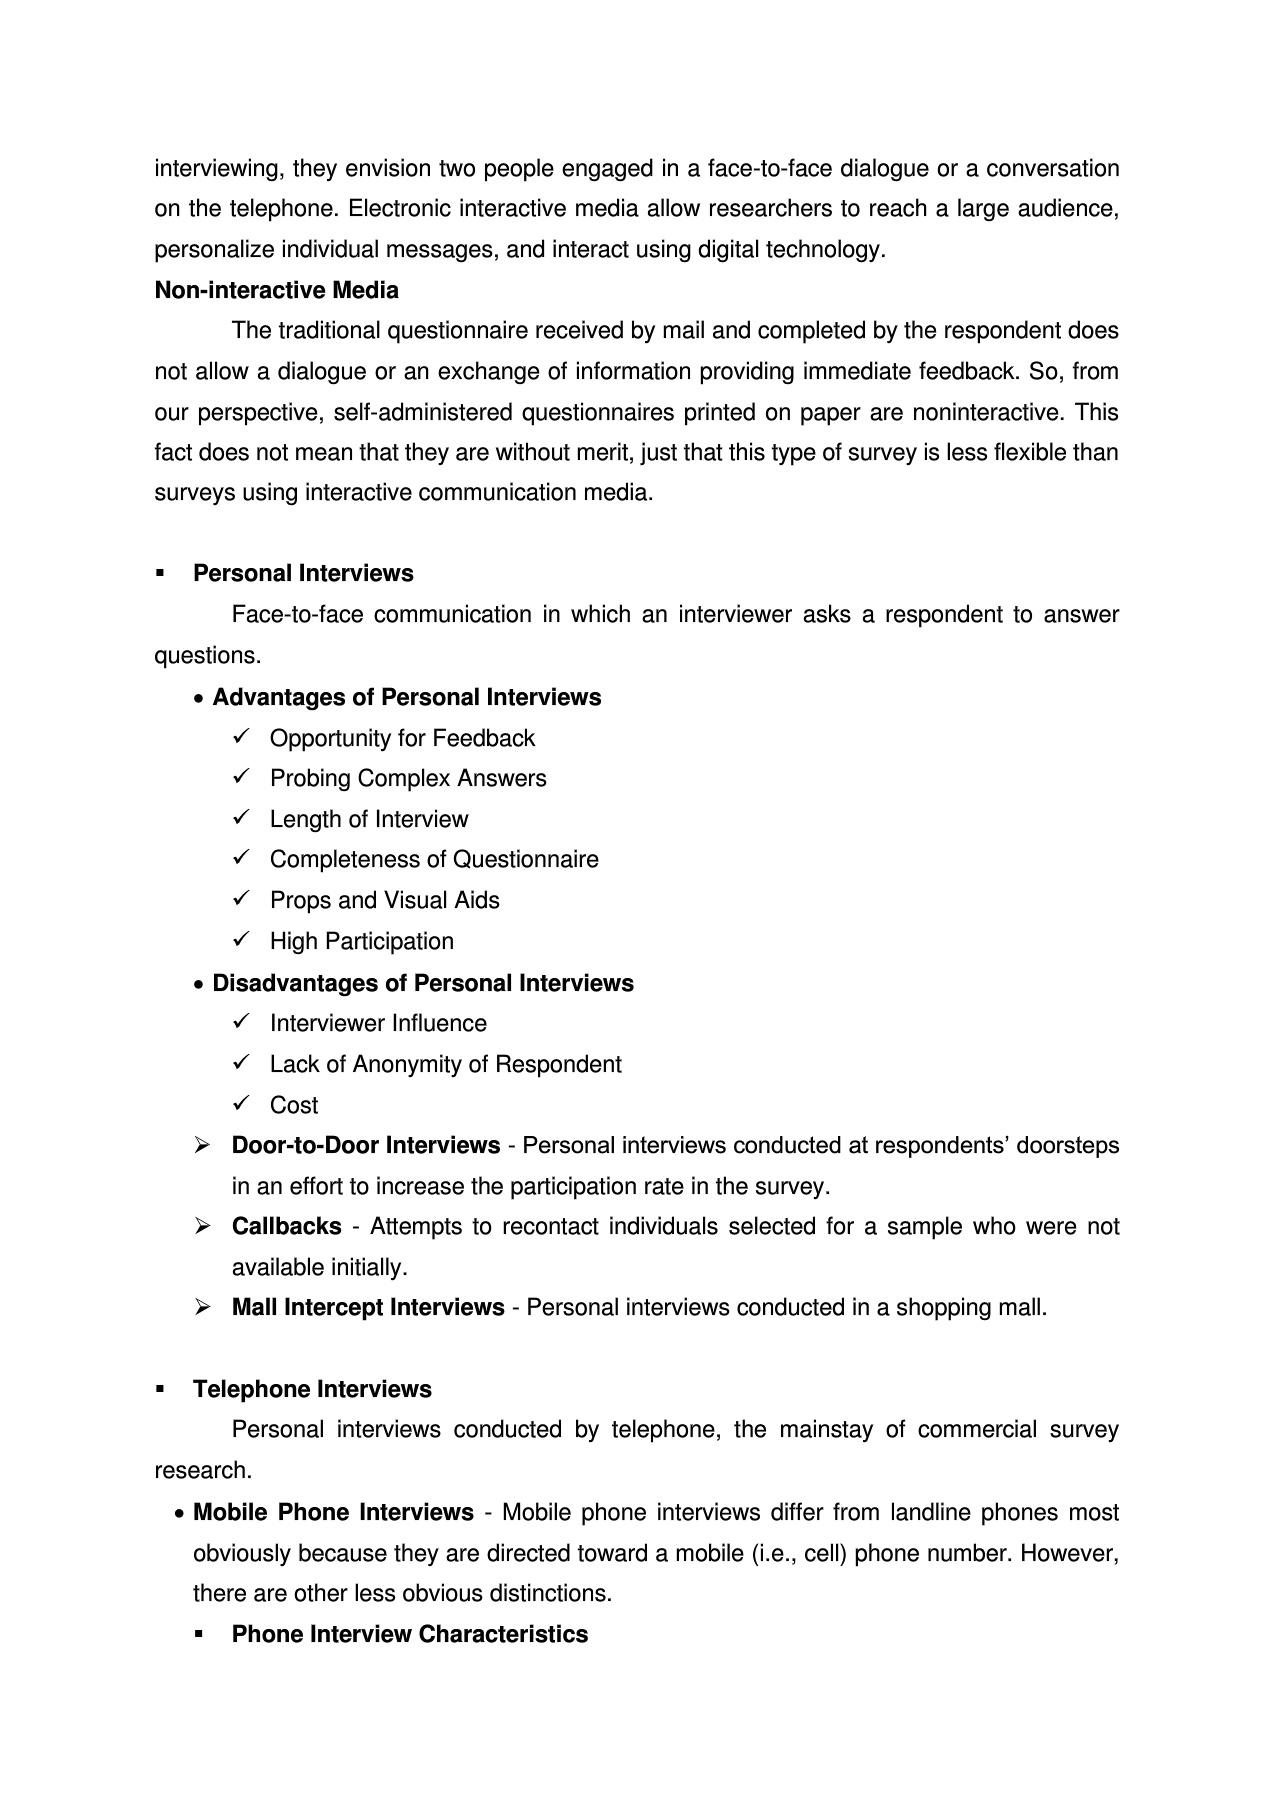 interviewing, they envision two people engaged in a face-to-face dialogue or a conversation
on the telephone. Electronic interactive media allow researchers to reach a large audience,
personalize individual messages, and interact using digital technology.
Non-interactive Media
The traditional questionnaire received by mail and completed by the respondent does
not allow a dialogue or an exchange of information providing immediate feedback. So, from
our perspective, self-administered questionnaires printed on paper are noninteractive. This
fact does not mean that they are without merit, just that this type of survey is less flexible than
surveys using interactive communication media.
▪ Personal Interviews
Face-to-face communication in which an interviewer asks a respondent to answer
questions.
• Advantages of Personal Interviews
✓ Opportunity for Feedback
✓ Probing Complex Answers
✓ Length of Interview
✓ Completeness of Questionnaire
✓ Props and Visual Aids
✓ High Participation
• Disadvantages of Personal Interviews
✓ Interviewer Influence
✓ Lack of Anonymity of Respondent
✓ Cost
➢ Door-to-Door Interviews - Personal interviews conducted at respondents’ doorsteps
in an effort to increase the participation rate in the survey.
➢ Callbacks - Attempts to recontact individuals selected for a sample who were not
available initially.
➢ Mall Intercept Interviews - Personal interviews conducted in a shopping mall.
▪ Telephone Interviews
Personal interviews conducted by telephone, the mainstay of commercial survey
research.
• Mobile Phone Interviews - Mobile phone interviews differ from landline phones most
obviously because they are directed toward a mobile (i.e., cell) phone number. However,
there are other less obvious distinctions.
▪ Phone Interview Characteristics